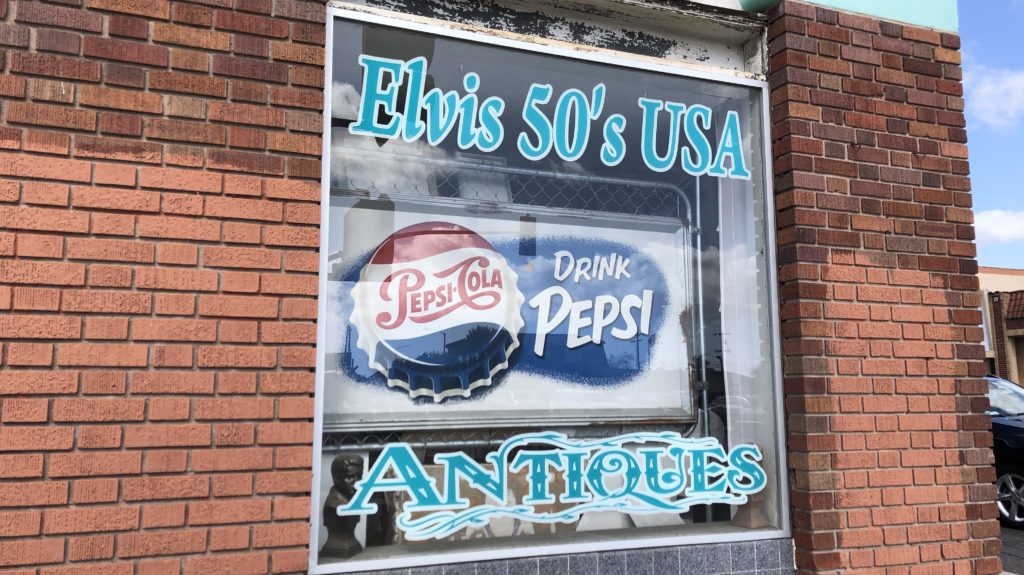 Elvis 50's USA
PEPSI-COLA
DRINK
PEPSI
ANTIQUES